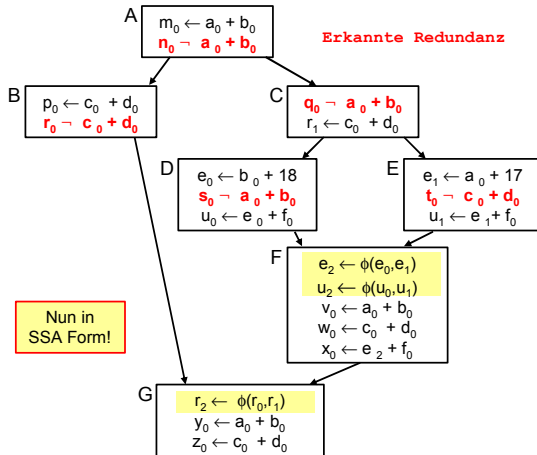 A
m₀ ← a₀ + b₀
n₀ ¬ a₀ + b₀
Erkannte Redundanz
B
p₀ ← c₀ + d₀
r₀ ¬ c₀ + d₀
C
q₀ ¬ a₀ + b₀
r₁ ← c₀ + d₀
D
e₀ ← b₀ + 18
s₀ ¬ a₀ + b₀
u₀ ← e₀ + f₀
E
e₁ ← a₀ + 17
t₀ ¬ c₀ + d₀
u₁ ← e₁ + f₀
F
e₂ ← ϕ(e₀,e₁)
u₂ ← ϕ(u₀,u₁)
v₀ ← a₀ + b₀
w₀ ← c₀ + d₀
x₀ ← e₂ + f₀
Nun in
SSA Form!
G
r₂ ← ϕ(r₀,r₁)
y₀ ← a₀ + b₀
z₀ ← c₀ + d₀